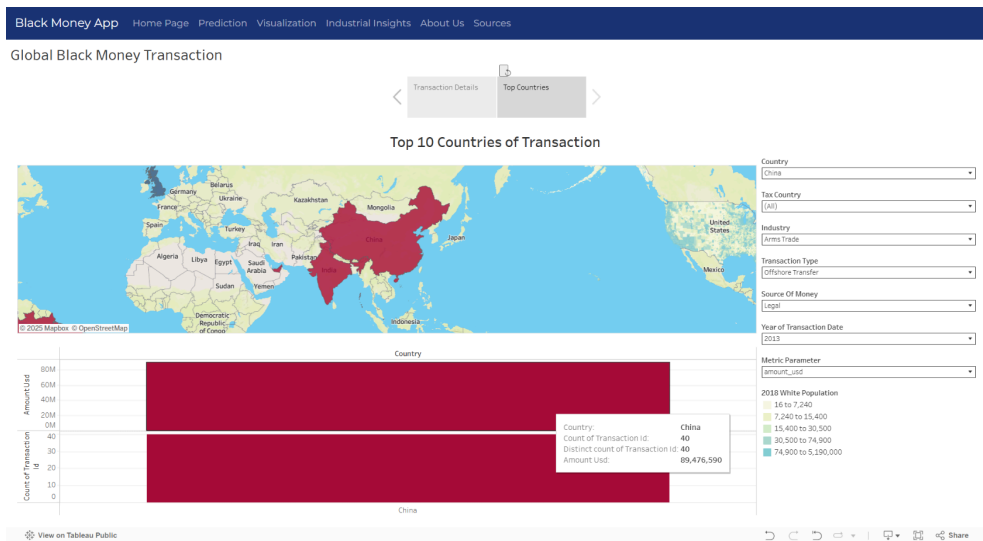 Black Money App Home Page Prediction Visualization Industrial Insights About Us Sources
Global Black Money Transaction
Transaction Details
Top Countries
Top 10 Countries of Transaction
Germany
Belarus
Ukraine
France
Kazakhstan
Mongolia
Spain
Turkey
China
Japan
United States
Iraq
Iran
Algeria
Libya
Egypt
Saudi
Arabia
Pakistan
India
Mexico
Sudan
Yemen
Democratic
Republic
of Congo
Indonesia
© 2025 Mapbox © OpenStreetMap
Country
China
Tax Country
(All)
Industry
Arms Trade
Transaction Type
Offshore Transfer
Source Of Money
Legal
Year of Transaction Date
2013
Metric Parameter
amount_usd
2018 White Population
16 to 7,240
7,240 to 15,400
15,400 to 30,500
30,500 to 74,900
74,900 to 5,190,000
Country
Amount Usd
80M
60M
40M
20M
0M
Count of Transaction
Id
40
30
20
10
0
Country: China
Count of Transaction Id: 40
Distinct count of Transaction Id: 40
Amount Usd: 89,476,590
China
View on Tableau Public
Share